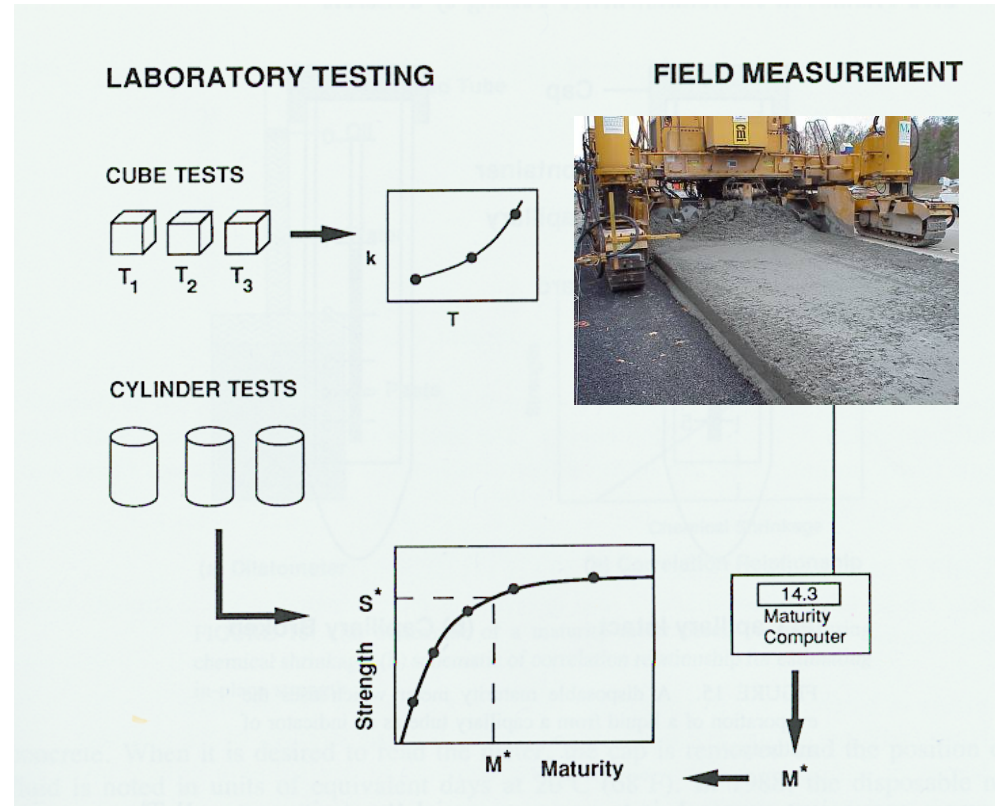 LABORATORY TESTING
FIELD MEASUREMENT
CUBE TESTS
T1 T2 T3
k
T
CYLINDER TESTS
S*
Strength
M* Maturity
14.3
Maturity
Computer
M*